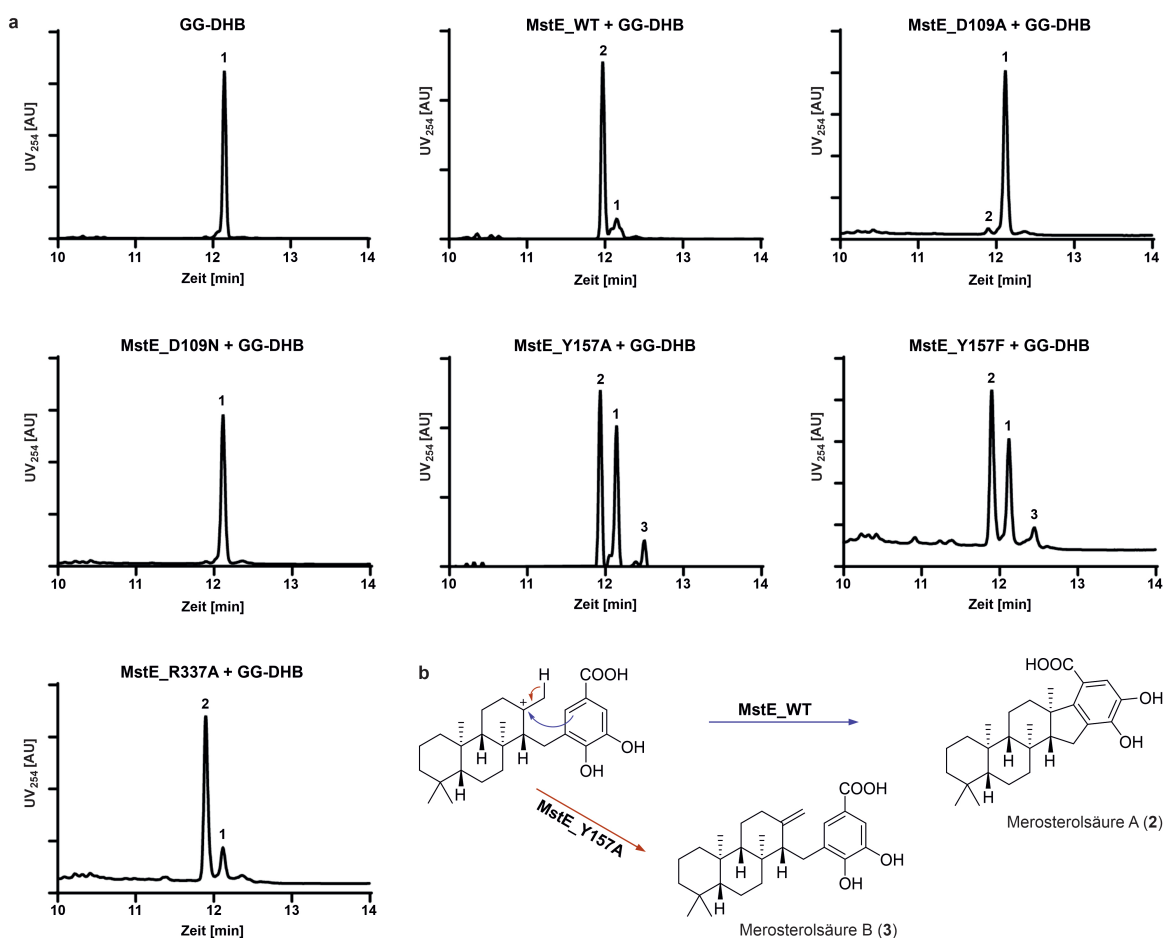 a
GG-DHB
1
UV254 [AU]
10 11 12 13 14
Zeit [min]
MstE_WT + GG-DHB
2
1
UV254 [AU]
10 11 12 13 14
Zeit [min]
MstE_D109A + GG-DHB
1
2
UV254 [AU]
10 11 12 13 14
Zeit [min]
MstE_D109N + GG-DHB
1
UV254 [AU]
10 11 12 13 14
Zeit [min]
MstE_Y157A + GG-DHB
2
1
3
UV254 [AU]
10 11 12 13 14
Zeit [min]
MstE_Y157F + GG-DHB
2
1
3
UV254 [AU]
10 11 12 13 14
Zeit [min]
MstE_R337A + GG-DHB
2
1
UV254 [AU]
10 11 12 13 14
Zeit [min]
b
H
COOH
+
H
H
OH
OH
H
MstE_WT
MstE_Y157A
HOOC
OH
OH
H
H
H
Merosterolsäure A (2)
COOH
OH
OH
H
H
H
Merosterolsäure B (3)